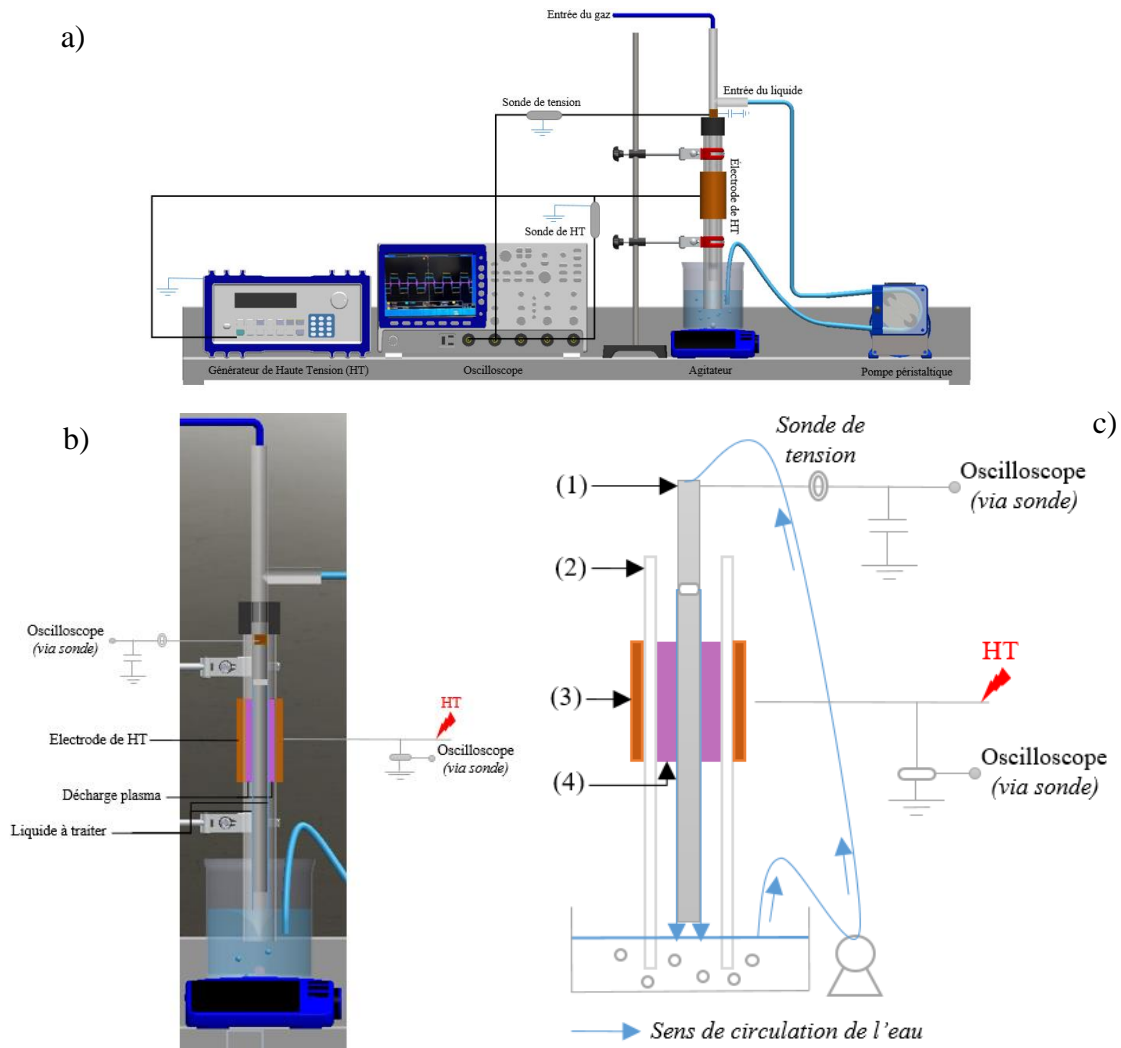 a)
Entrée du gaz
Entrée du liquide
Sonde de tension
Électrode de HT
Sonde de HT
Générateur de Haute Tension (HT)
Oscilloscope
Agitateur
Pompe péristaltique
b)
Oscilloscope
(via sonde)
HT
Electrode de HT
Oscilloscope
(via sonde)
Décharge plasma
Liquide à traiter
c)
Sonde de
tension
(1)
Oscilloscope
(via sonde)
(2)
HT
(3)
Oscilloscope
(via sonde)
(4)
Sens de circulation de l'eau